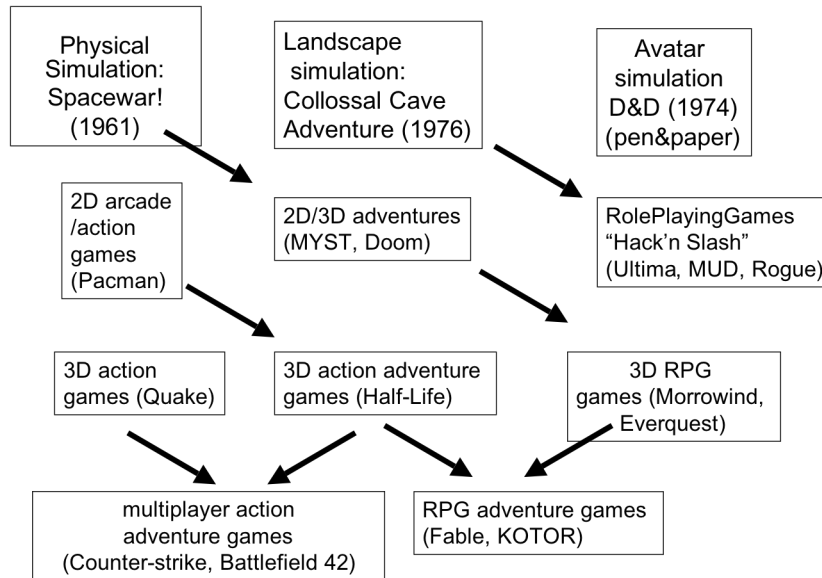 Physical
Simulation:
Spacewar!
(1961)
Landscape
simulation:
Collossal Cave
Adventure (1976)
Avatar
simulation
D&D (1974)
(pen&paper)
2D arcade
/action
games
(Pacman)
2D/3D adventures
(MYST, Doom)
RolePlayingGames
“Hack’n Slash”
(Ultima, MUD, Rogue)
3D action
games (Quake)
3D action adventure
games (Half-Life)
3D RPG
games (Morrowind,
Everquest)
multiplayer action
adventure games
(Counter-strike, Battlefield 42)
RPG adventure games
(Fable, KOTOR)